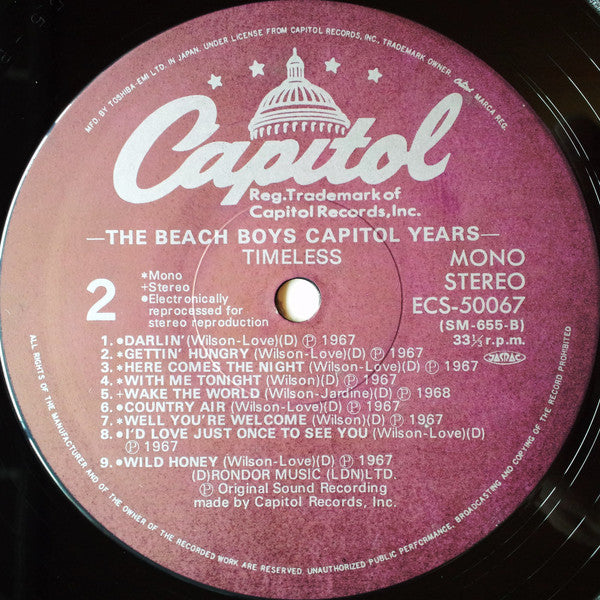 MFD. BY TOSHIBA-EMI LTD. IN JAPAN. UNDER LICENSE FROM CAPITOL RECORDS, INC., TRADEMARK OWNER. Capitol MARCA REG.
Capitol
Reg.Trademark of
Capitol Records,Inc.
—THE BEACH BOYS CAPITOL YEARS—
TIMELESS
MONO
STEREO
ECS-50067
(SM-655-B)
33⅓ r.p.m.
JASRAC
2
*Mono
+Stereo
●Electronically
reprocessed for
stereo reproduction
1. ●DARLIN' (Wilson-Love)(D) Ⓟ 1967
2. *GETTIN' HUNGRY (Wilson-Love)(D) Ⓟ 1967
3. *HERE COMES THE NIGHT (Wilson-Love)(D) Ⓟ 1967
4. *WITH ME TONIGHT (Wilson-Love)(D) Ⓟ 1967
5. +WAKE THE WORLD (Wilson-Jardine)(D) Ⓟ 1968
6. ●COUNTRY AIR (Wilson-Love)(D) Ⓟ 1967
7. *WELL YOU'RE WELCOME (Wilson)(D) Ⓟ 1967
8. ●I'D LOVE JUST ONCE TO SEE YOU (Wilson-Love)(D)
Ⓟ 1967
9. ●WILD HONEY (Wilson-Love)(D) Ⓟ 1967
(D)RONDOR MUSIC (LDN)LTD.
Ⓟ Original Sound Recording
made by Capitol Records, Inc.
ALL RIGHTS OF THE MANUFACTURER AND OF THE OWNER OF THE RECORDED WORK ARE RESERVED. UNAUTHORIZED PUBLIC PERFORMANCE, BROADCASTING AND COPYING OF THE RECORD PROHIBITED